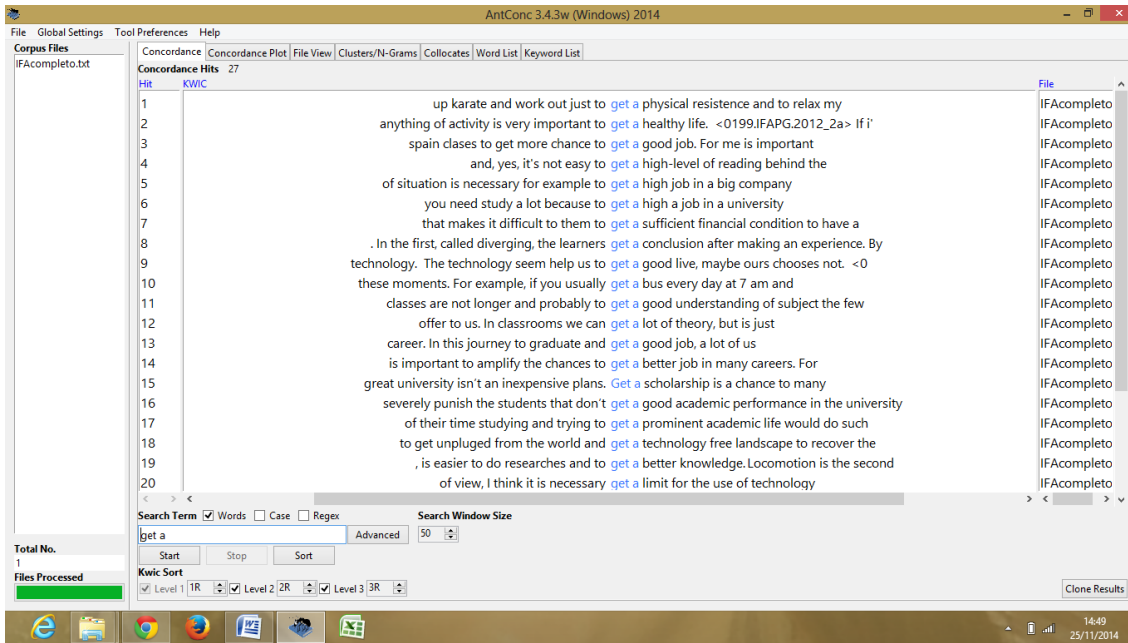 AntConc 3.4.3w (Windows) 2014
File Global Settings Tool Preferences Help
Corpus Files
IFAcompleto.txt
Concordance Concordance Plot File View Clusters/N-Grams Collocates Word List Keyword List
Concordance Hits 27
Hit KWIC File
1 up karate and work out just to get a physical resistence and to relax my IFAcompleto
2 anything of activity is very important to get a healthy life. <0199.IFAPG.2012_2a> If i' IFAcompleto
3 spain clases to get more chance to get a good job. For me is important IFAcompleto
4 and, yes, it's not easy to get a high-level of reading behind the IFAcompleto
5 of situation is necessary for example to get a high job in a big company IFAcompleto
6 you need study a lot because to get a high a job in a university IFAcompleto
7 that makes it difficult to them to get a sufficient financial condition to have a IFAcompleto
8 . In the first, called diverging, the learners get a conclusion after making an experience. By IFAcompleto
9 technology. The technology seem help us to get a good live, maybe ours chooses not. <0 IFAcompleto
10 these moments. For example, if you usually get a bus every day at 7 am and IFAcompleto
11 classes are not longer and probably to get a good understanding of subject the few IFAcompleto
12 offer to us. In classrooms we can get a lot of theory, but is just IFAcompleto
13 career. In this journey to graduate and get a good job, a lot of us IFAcompleto
14 is important to amplify the chances to get a better job in many careers. For IFAcompleto
15 great university isn´t an inexpensive plans. Get a scholarship is a chance to many IFAcompleto
16 severely punish the students that don´t get a good academic performance in the university IFAcompleto
17 of their time studying and trying to get a prominent academic life would do such IFAcompleto
18 to get unpluged from the world and get a technology free landscape to recover the IFAcompleto
19 , is easier to do researches and to get a better knowledge. Locomotion is the second IFAcompleto
20 of view, I think it is necessary get a limit for the use of technology IFAcompleto
Search Term Words Case Regex Search Window Size
get a Advanced 50
Total No.
1
Start Stop Sort
Files Processed
Kwic Sort
Level 1 1R Level 2 2R Level 3 3R Clone Results
14:49
25/11/2014